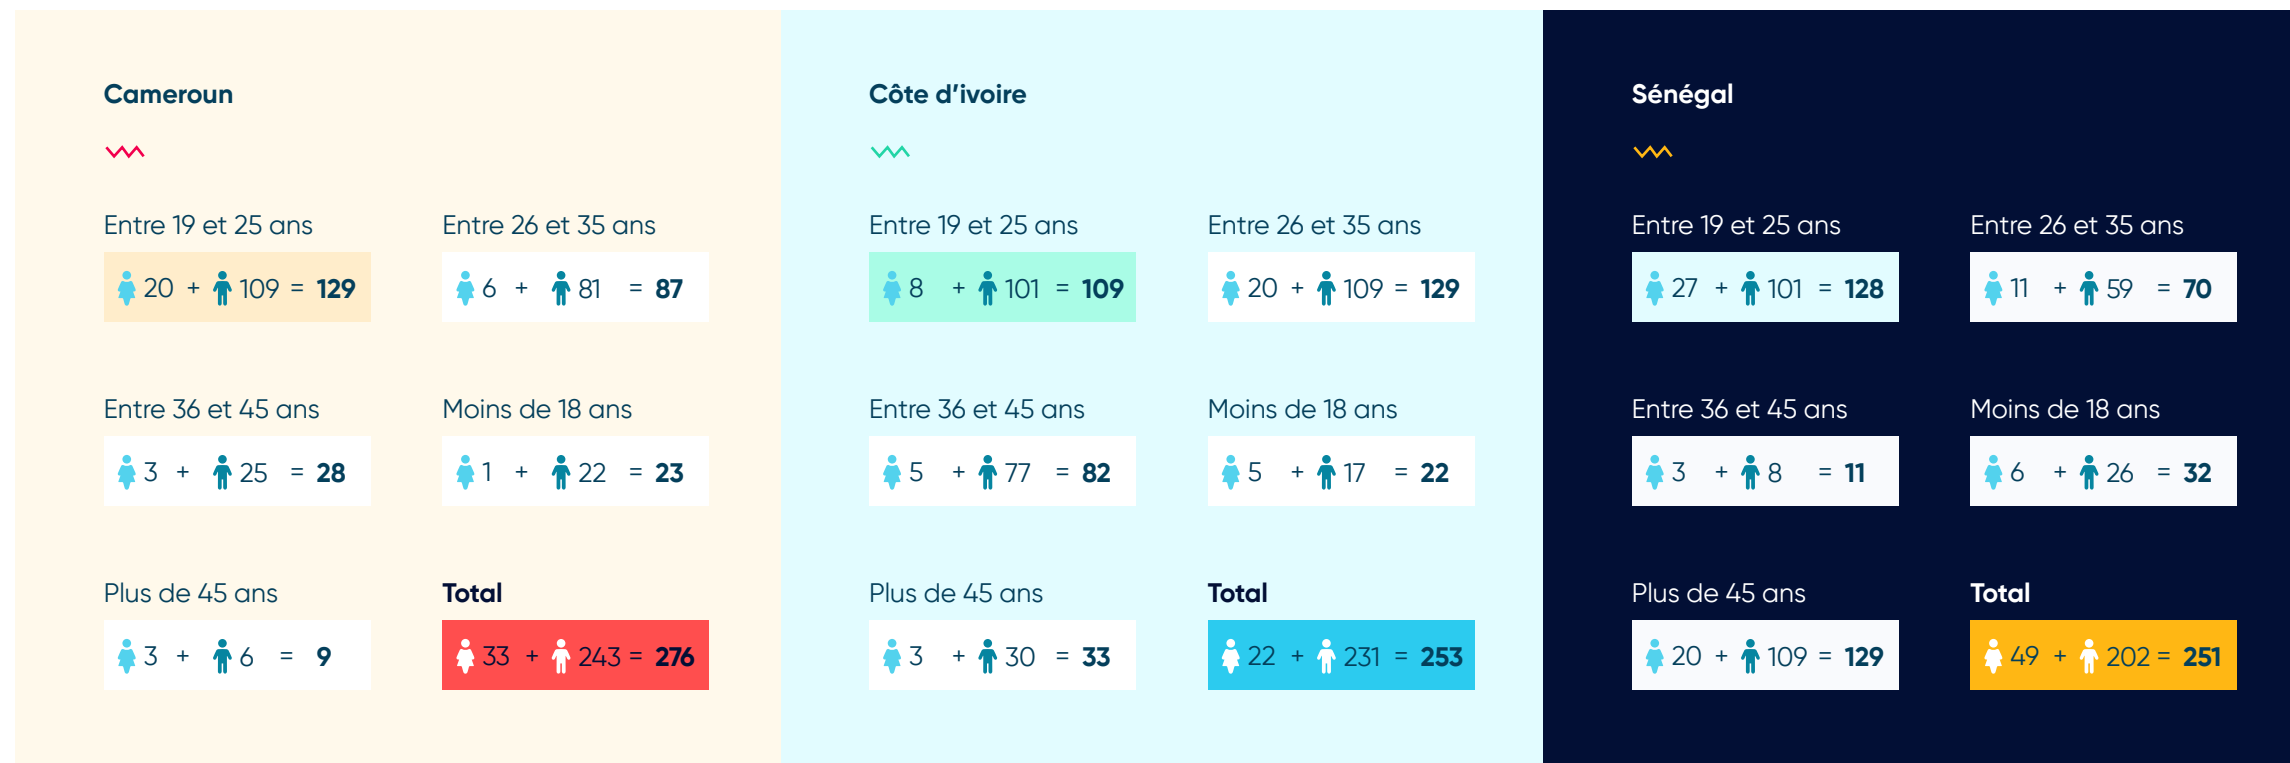 Cameroun
Entre 19 et 25 ans
20 + 109 = 129
Entre 26 et 35 ans
6 + 81 = 87
Entre 36 et 45 ans
3 + 25 = 28
Moins de 18 ans
1 + 22 = 23
Plus de 45 ans
3 + 6 = 9
Total
33 + 243 = 276
Côte d’ivoire
Entre 19 et 25 ans
8 + 101 = 109
Entre 26 et 35 ans
20 + 109 = 129
Entre 36 et 45 ans
5 + 77 = 82
Moins de 18 ans
5 + 17 = 22
Plus de 45 ans
3 + 30 = 33
Total
22 + 231 = 253
Sénégal
Entre 19 et 25 ans
27 + 101 = 128
Entre 26 et 35 ans
11 + 59 = 70
Entre 36 et 45 ans
3 + 8 = 11
Moins de 18 ans
6 + 26 = 32
Plus de 45 ans
20 + 109 = 129
Total
49 + 202 = 251